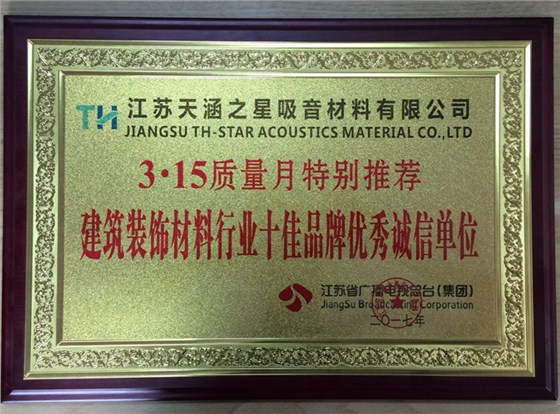 TH 江苏天涵之星吸音材料有限公司
JIANGSU TH-STAR ACOUSTICS MATERIAL CO.,LTD
3·15质量月特别推荐
建筑装饰材料行业十佳品牌优秀诚信单位
江苏省广播电视总台(集团)
JiangSu Broadcasting Corporation
二〇一七年